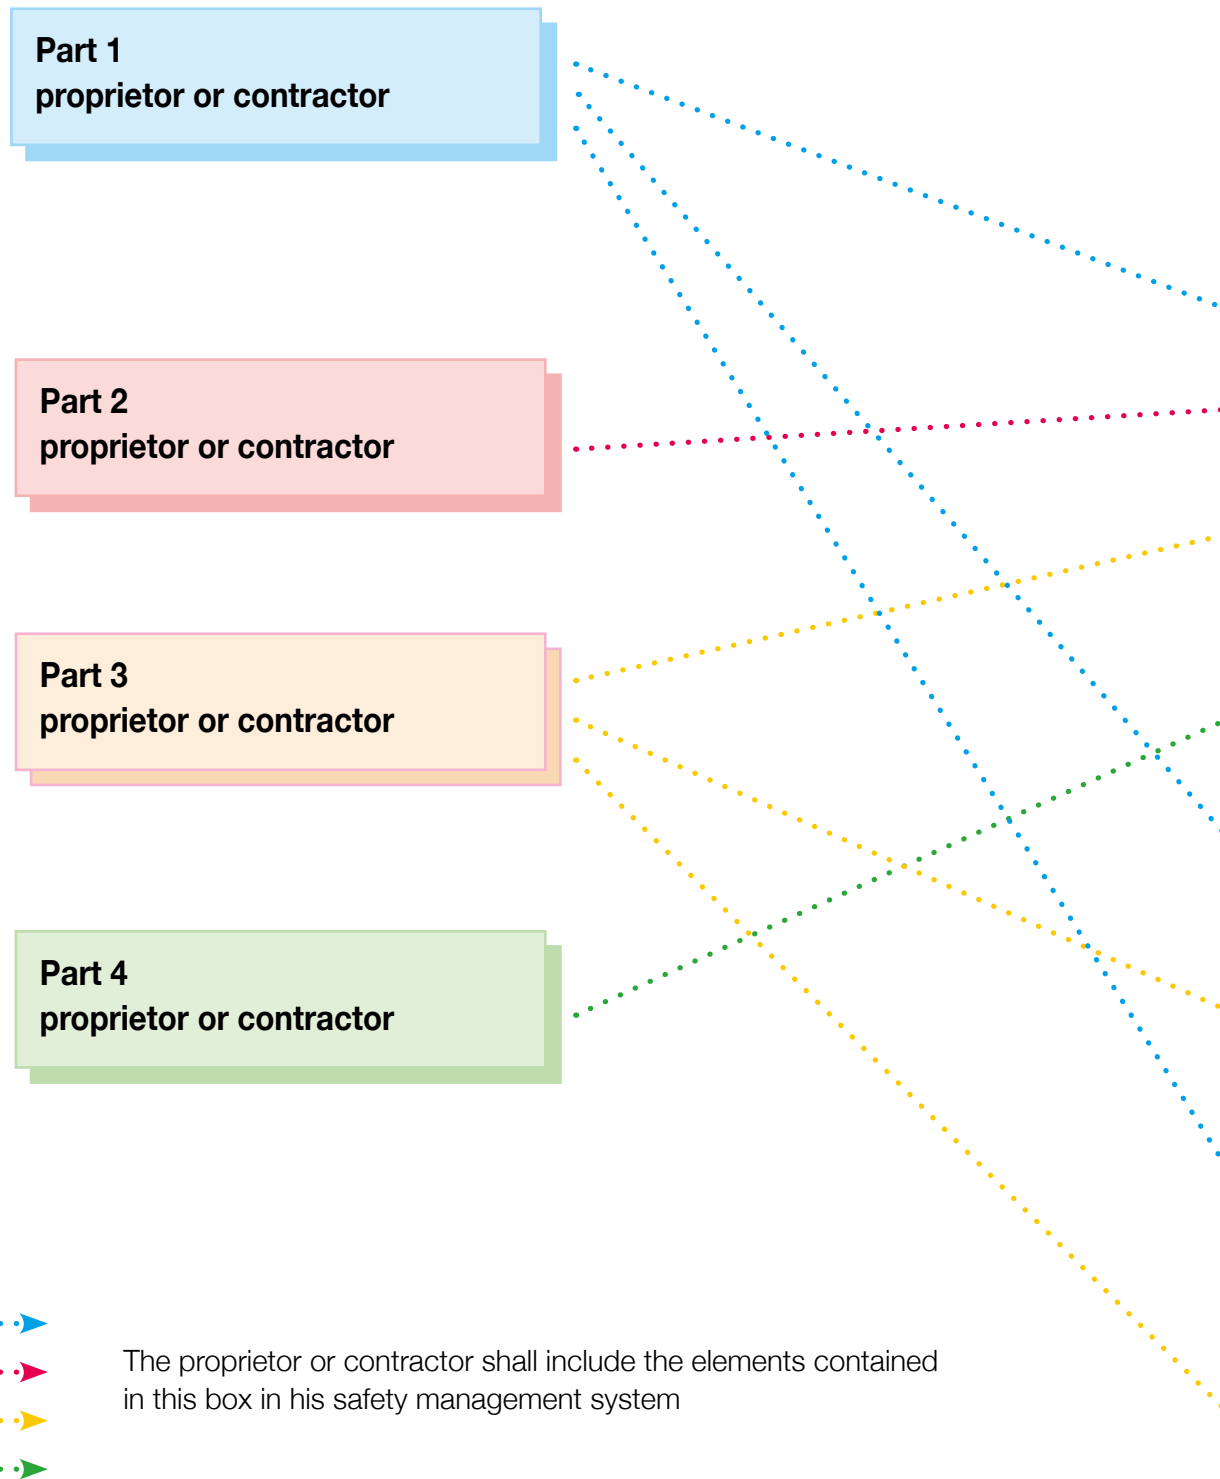 Part 1
proprietor or contractor
Part 2
proprietor or contractor
Part 3
proprietor or contractor
Part 4
proprietor or contractor
The proprietor or contractor shall include the elements contained
in this box in his safety management system